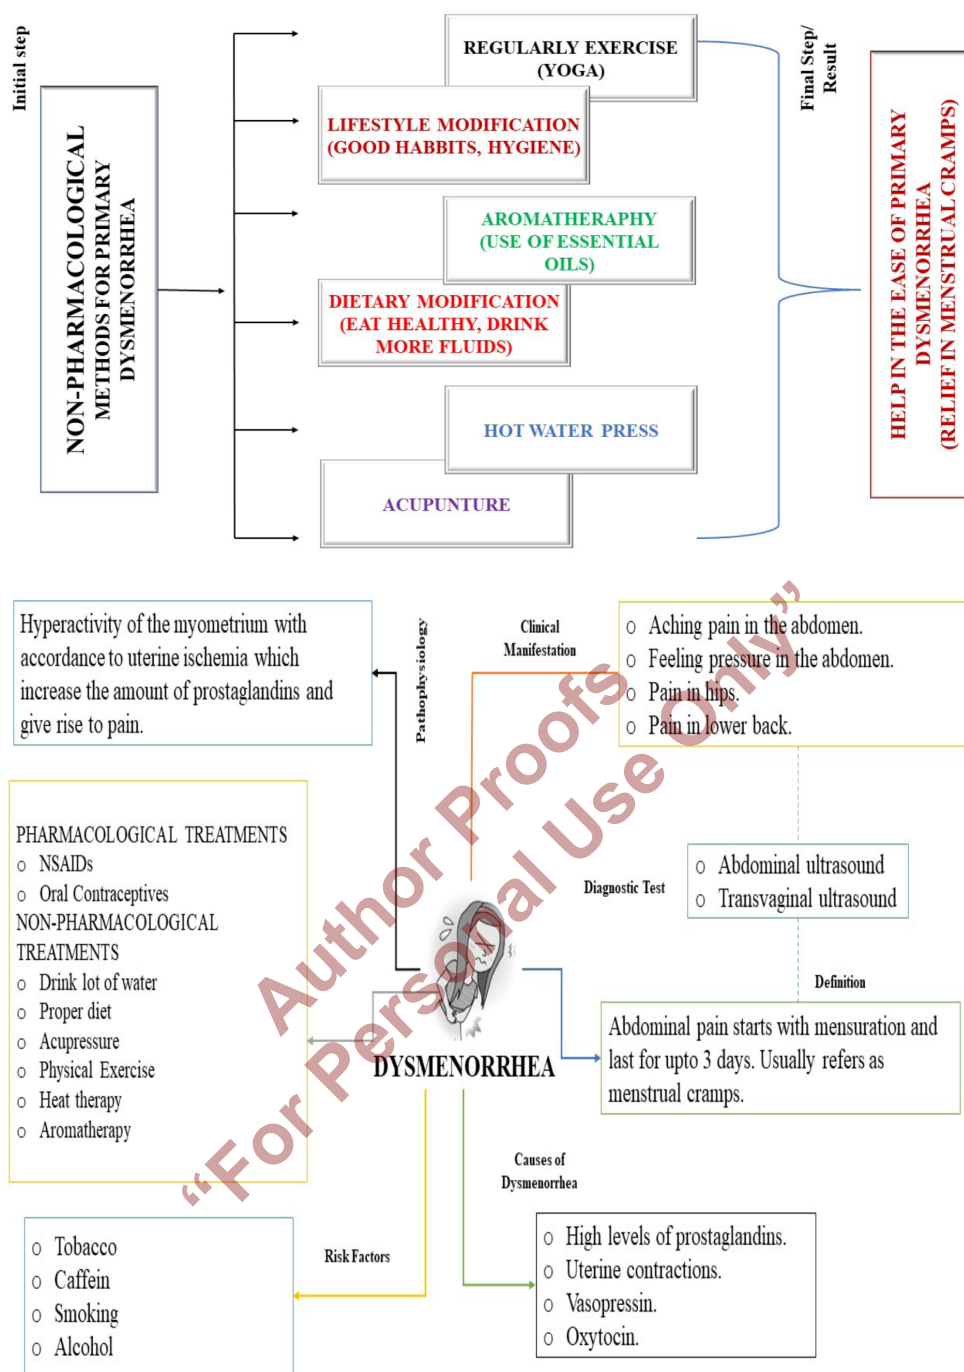 Initial step
NON-PHARMACOLOGICAL
METHODS FOR PRIMARY
DYSMENORRHEA
REGULARLY EXERCISE
(YOGA)
LIFESTYLE MODIFICATION
(GOOD HABBITS, HYGIENE)
AROMATHERAPHY
(USE OF ESSENTIAL
OILS)
DIETARY MODIFICATION
(EAT HEALTHY, DRINK
MORE FLUIDS)
HOT WATER PRESS
ACUPUNTURE
Final Step/
Result
HELP IN THE EASE OF PRIMARY
DYSMENORRHEA
(RELIEF IN MENSTRUAL CRAMPS)
Hyperactivity of the myometrium with
accordance to uterine ischemia which
increase the amount of prostaglandins and
give rise to pain.
Pathophysiology
Clinical
Manifestation
o Aching pain in the abdomen.
o Feeling pressure in the abdomen.
o Pain in hips.
o Pain in lower back.
PHARMACOLOGICAL TREATMENTS
o NSAIDs
o Oral Contraceptives
NON-PHARMACOLOGICAL
TREATMENTS
o Drink lot of water
o Proper diet
o Acupressure
o Physical Exercise
o Heat therapy
o Aromatherapy
Diagnostic Test
o Abdominal ultrasound
o Transvaginal ultrasound
Definition
Abdominal pain starts with mensuration and
last for upto 3 days. Usually refers as
menstrual cramps.
DYSMENORRHEA
Causes of
Dysmenorrhea
o High levels of prostaglandins.
o Uterine contractions.
o Vasopressin.
o Oxytocin.
Risk Factors
o Tobacco
o Caffein
o Smoking
o Alcohol
Author Proofs
“For Personal Use Only”